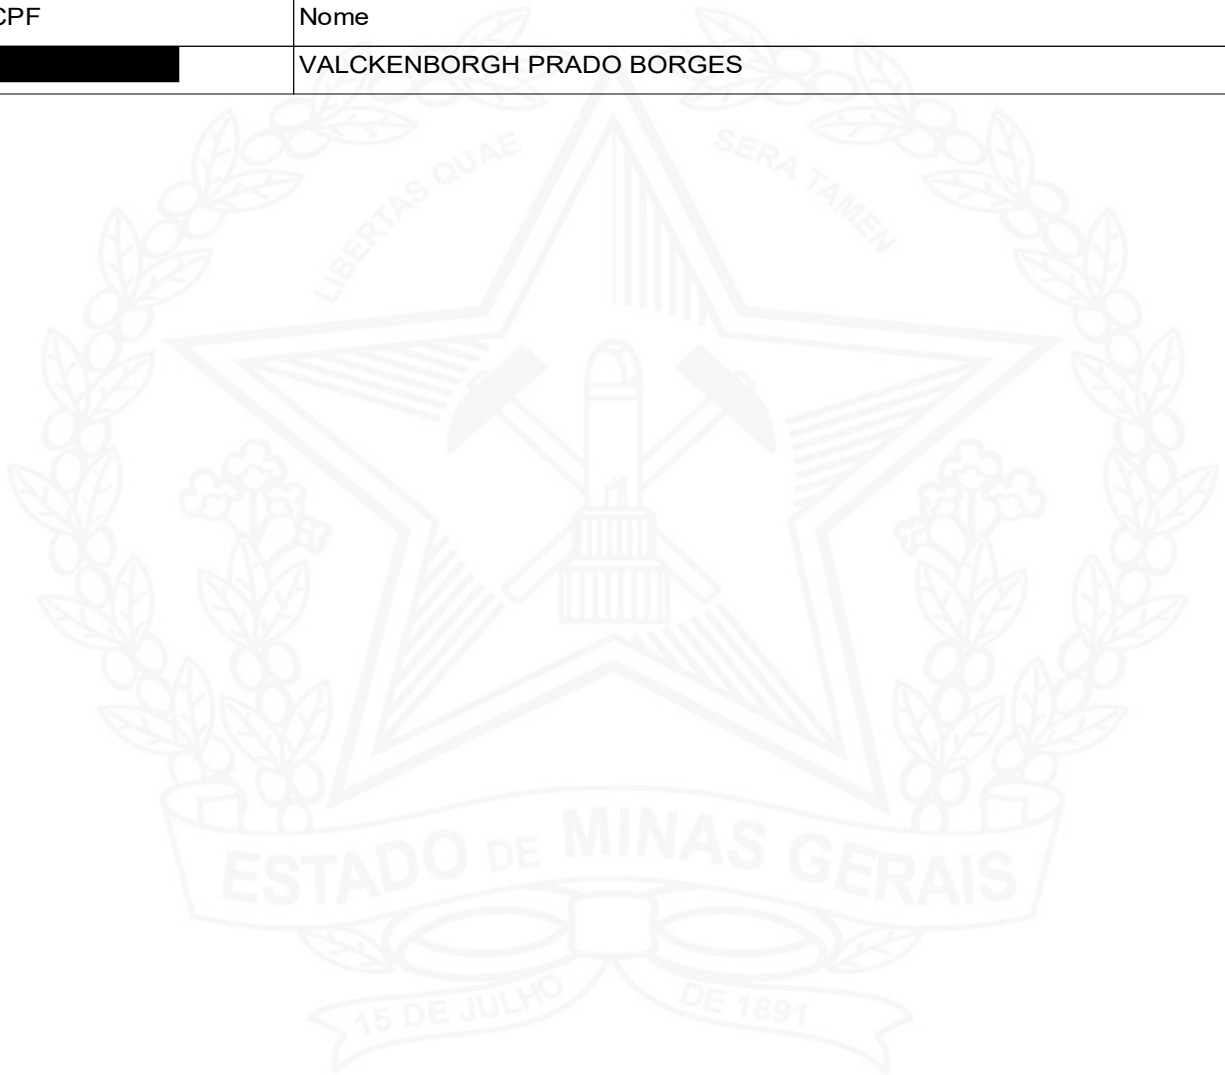 CPF Nome
VALCKENBORGH PRADO BORGES
LIBERTAS QUAE SERA TAMEN
ESTADO DE MINAS GERAIS
15 DE JULHO DE 1891